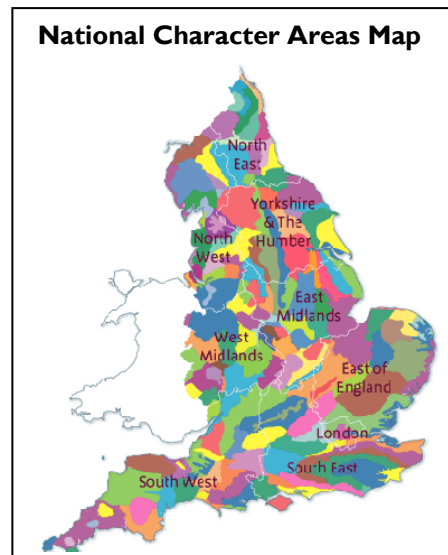 National Character Areas Map
North
East
Yorkshire
& The
Humber
North
West
East
Midlands
West
Midlands
East of
England
London
South East
South West